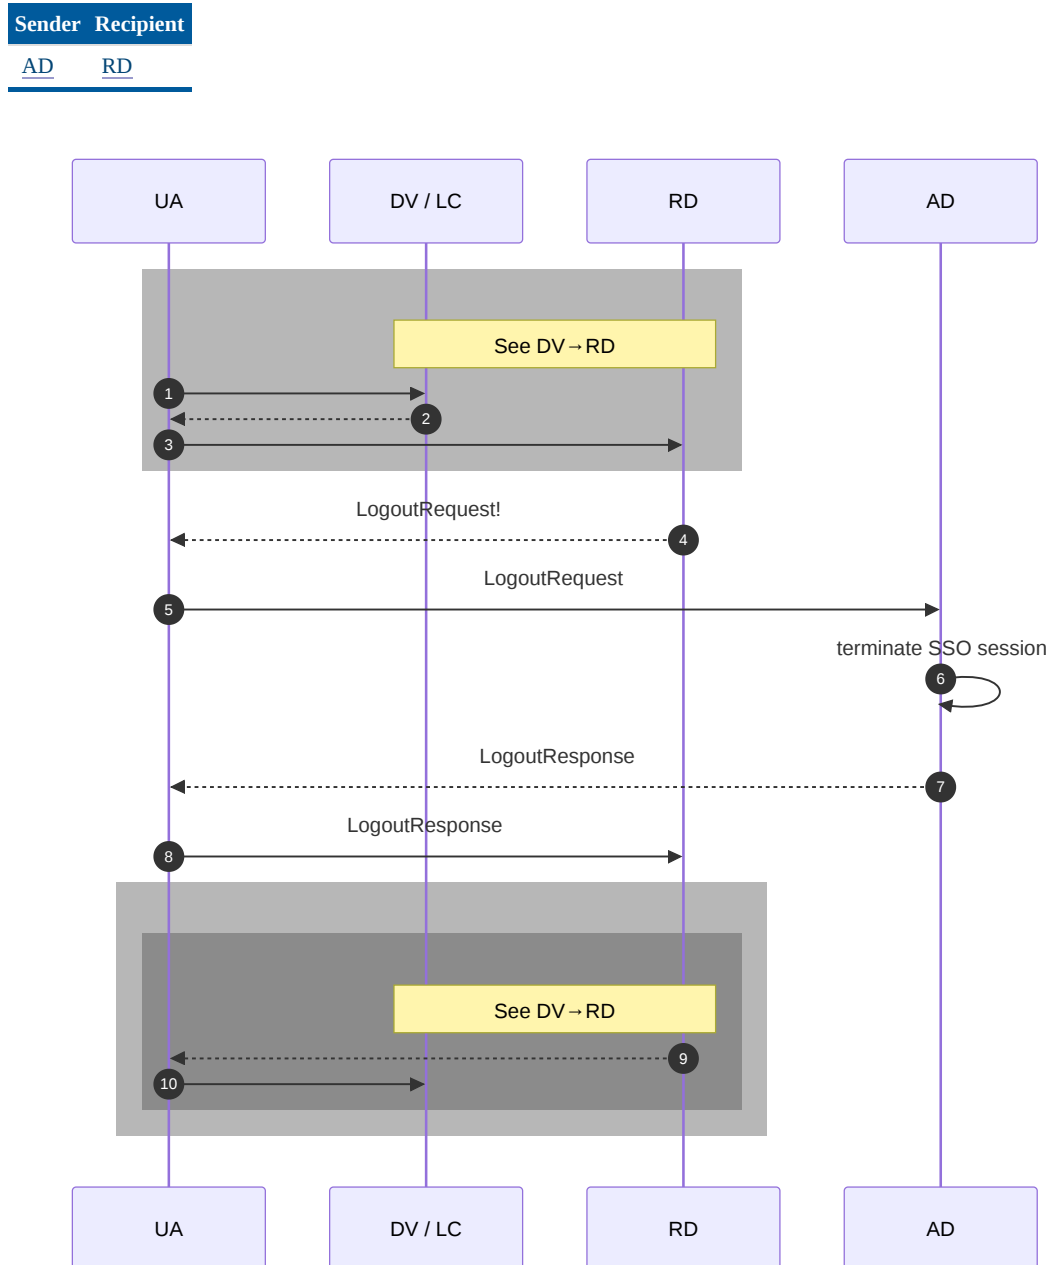 Sender Recipient
AD RD
UA DV / LC RD AD
See DV→RD
1
2
3
LogoutRequest!
4
LogoutRequest
5
terminate SSO session
6
LogoutResponse
7
LogoutResponse
8
See DV→RD
9
10
UA DV / LC RD AD